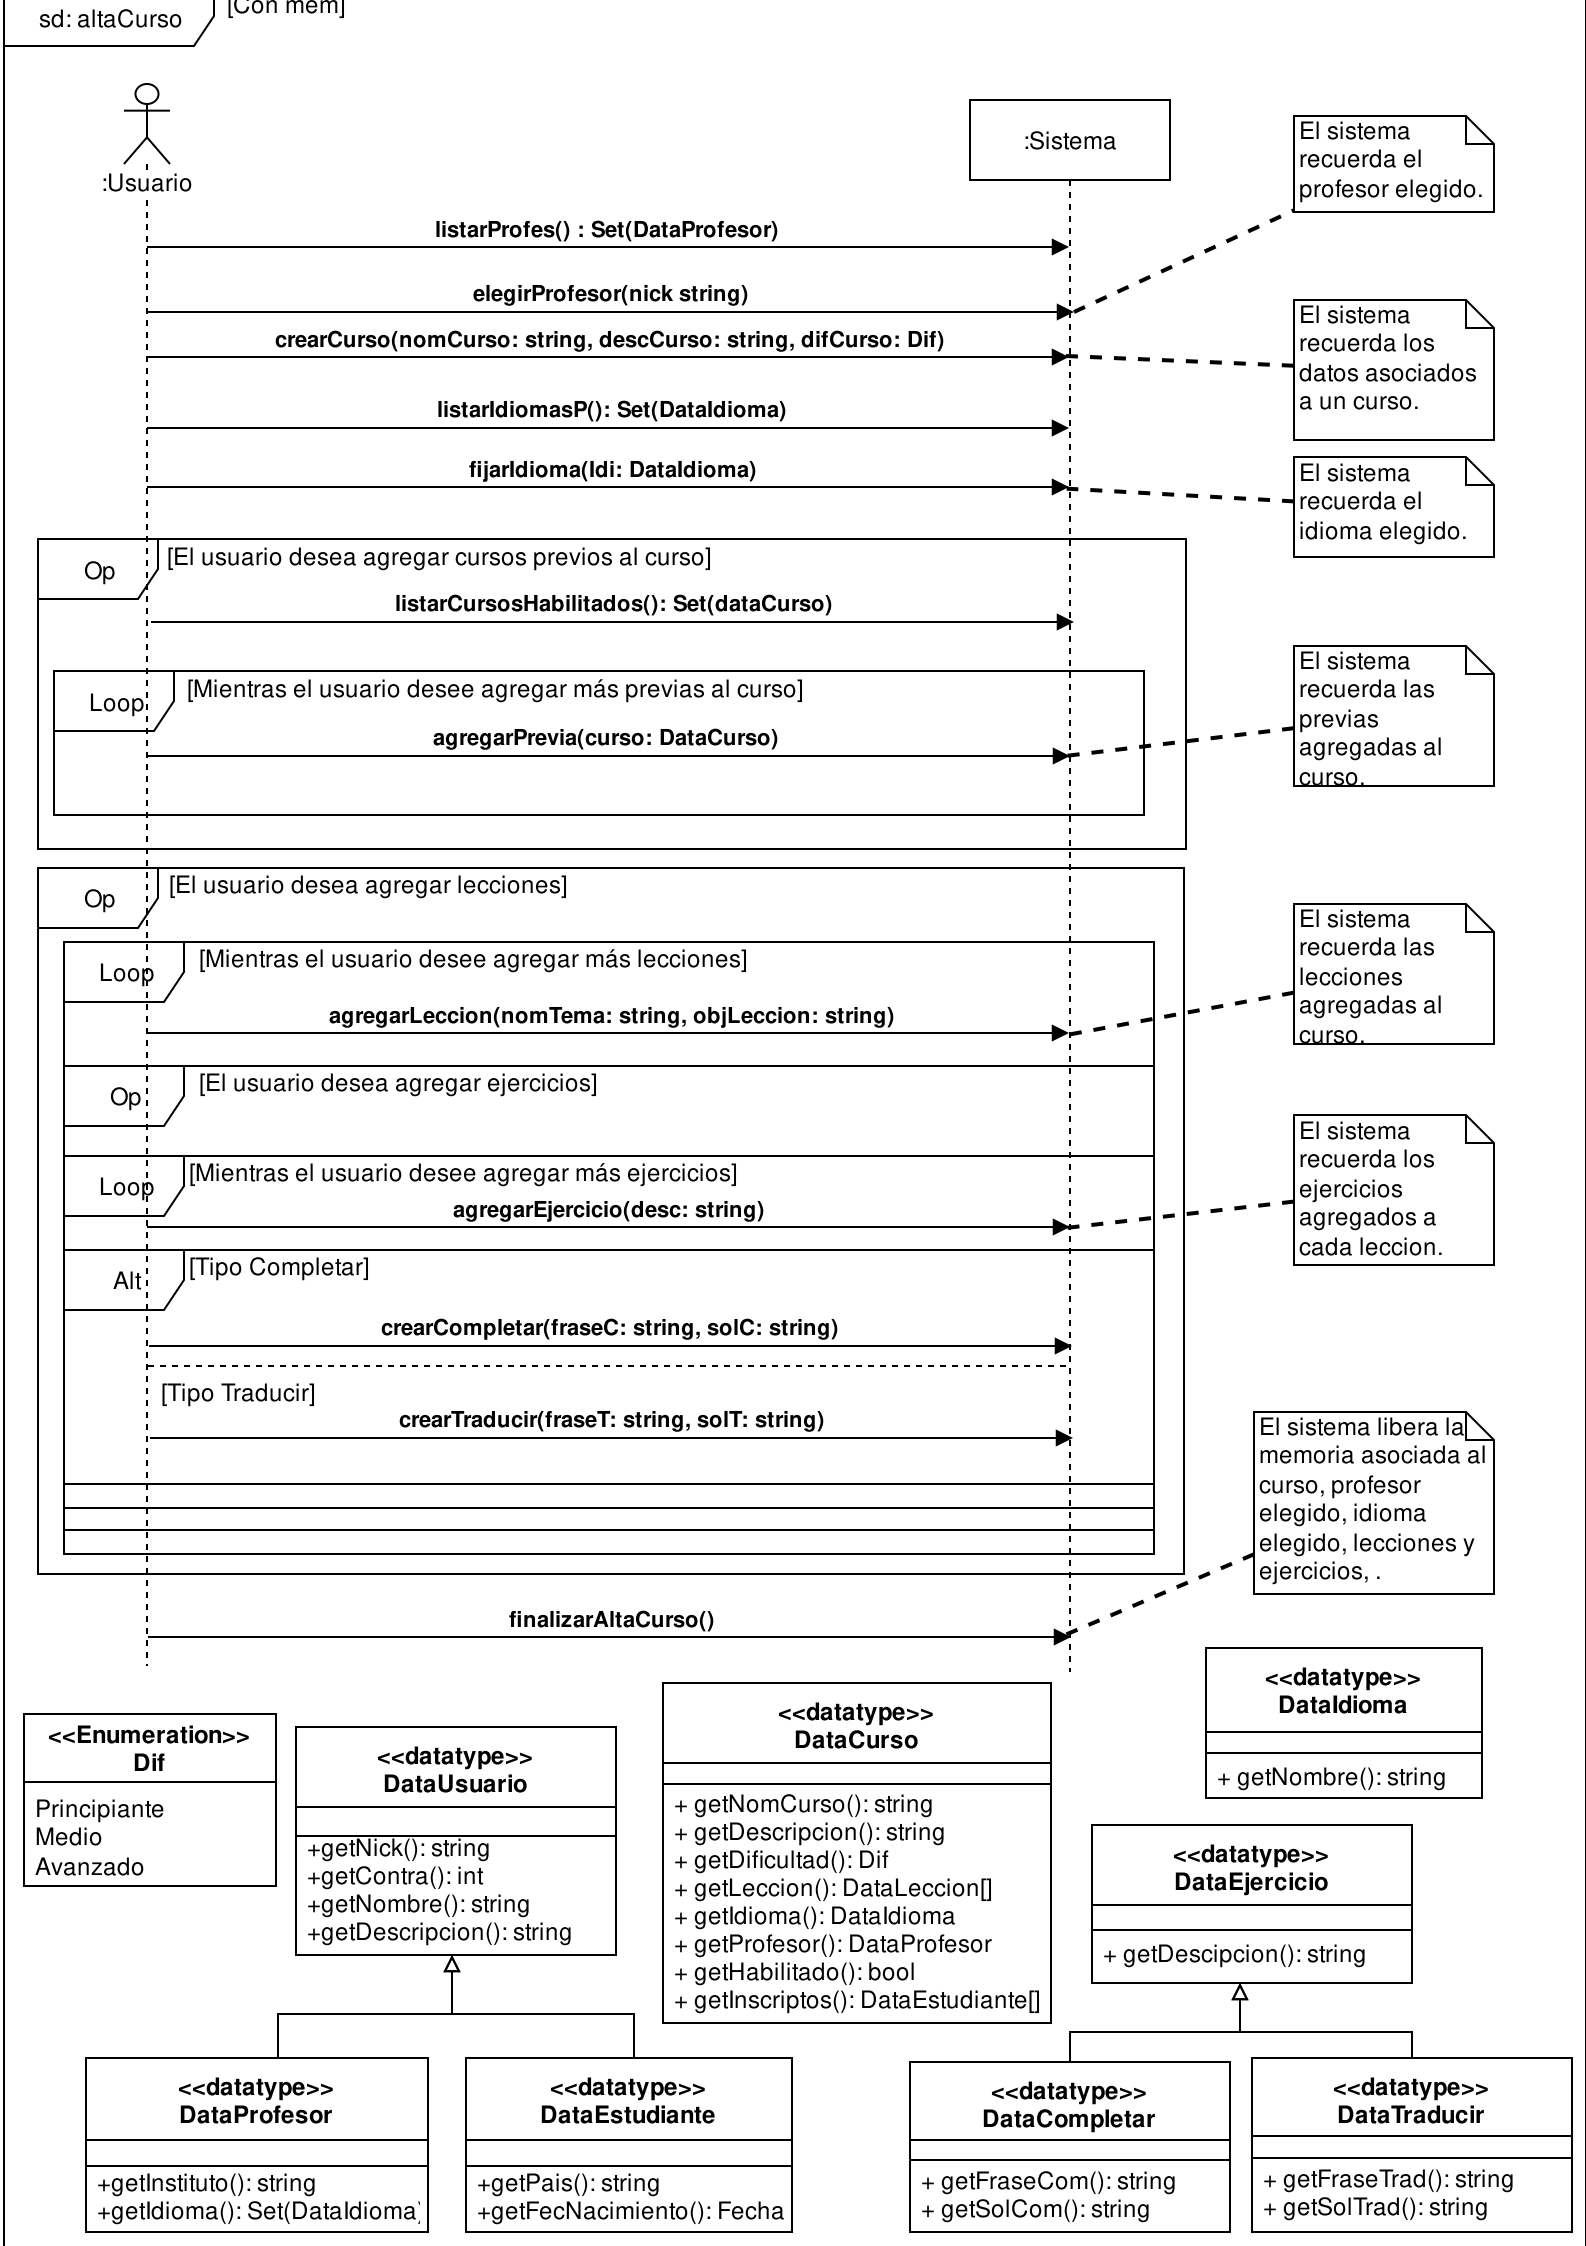 sd: altaCurso
[Con mem]
:Usuario
:Sistema
El sistema
recuerda el
profesor elegido.
listarProfes() : Set(DataProfesor)
elegirProfesor(nick string)
crearCurso(nomCurso: string, descCurso: string, difCurso: Dif)
El sistema
recuerda los
datos asociados
a un curso.
listarIdiomasP(): Set(DataIdioma)
fijarIdioma(Idi: DataIdioma)
El sistema
recuerda el
idioma elegido.
Op
[El usuario desea agregar cursos previos al curso]
listarCursosHabilitados(): Set(dataCurso)
Loop
[Mientras el usuario desee agregar más previas al curso]
agregarPrevia(curso: DataCurso)
El sistema
recuerda las
previas
agregadas al
curso.
Op
[El usuario desea agregar lecciones]
Loop
[Mientras el usuario desee agregar más lecciones]
agregarLeccion(nomTema: string, objLeccion: string)
El sistema
recuerda las
lecciones
agregadas al
curso.
Op
[El usuario desea agregar ejercicios]
Loop
[Mientras el usuario desee agregar más ejercicios]
agregarEjercicio(desc: string)
El sistema
recuerda los
ejercicios
agregados a
cada leccion.
Alt
[Tipo Completar]
crearCompletar(fraseC: string, solC: string)
[Tipo Traducir]
crearTraducir(fraseT: string, solT: string)
El sistema libera la
memoria asociada al
curso, profesor
elegido, idioma
elegido, lecciones y
ejercicios, .
finalizarAltaCurso()
<<Enumeration>>
Dif
Principiante
Medio
Avanzado
<<datatype>>
DataUsuario
+getNick(): string
+getContra(): int
+getNombre(): string
+getDescripcion(): string
<<datatype>>
DataCurso
+ getNomCurso(): string
+ getDescripcion(): string
+ getDificultad(): Dif
+ getLeccion(): DataLeccion[]
+ getIdioma(): DataIdioma
+ getProfesor(): DataProfesor
+ getHabilitado(): bool
+ getInscriptos(): DataEstudiante[]
<<datatype>>
DataIdioma
+ getNombre(): string
<<datatype>>
DataEjercicio
+ getDescipcion(): string
<<datatype>>
DataProfesor
+getInstituto(): string
+getIdioma(): Set(DataIdioma)
<<datatype>>
DataEstudiante
+getPais(): string
+getFecNacimiento(): Fecha
<<datatype>>
DataCompletar
+ getFraseCom(): string
+ getSolCom(): string
<<datatype>>
DataTraducir
+ getFraseTrad(): string
+ getSolTrad(): string